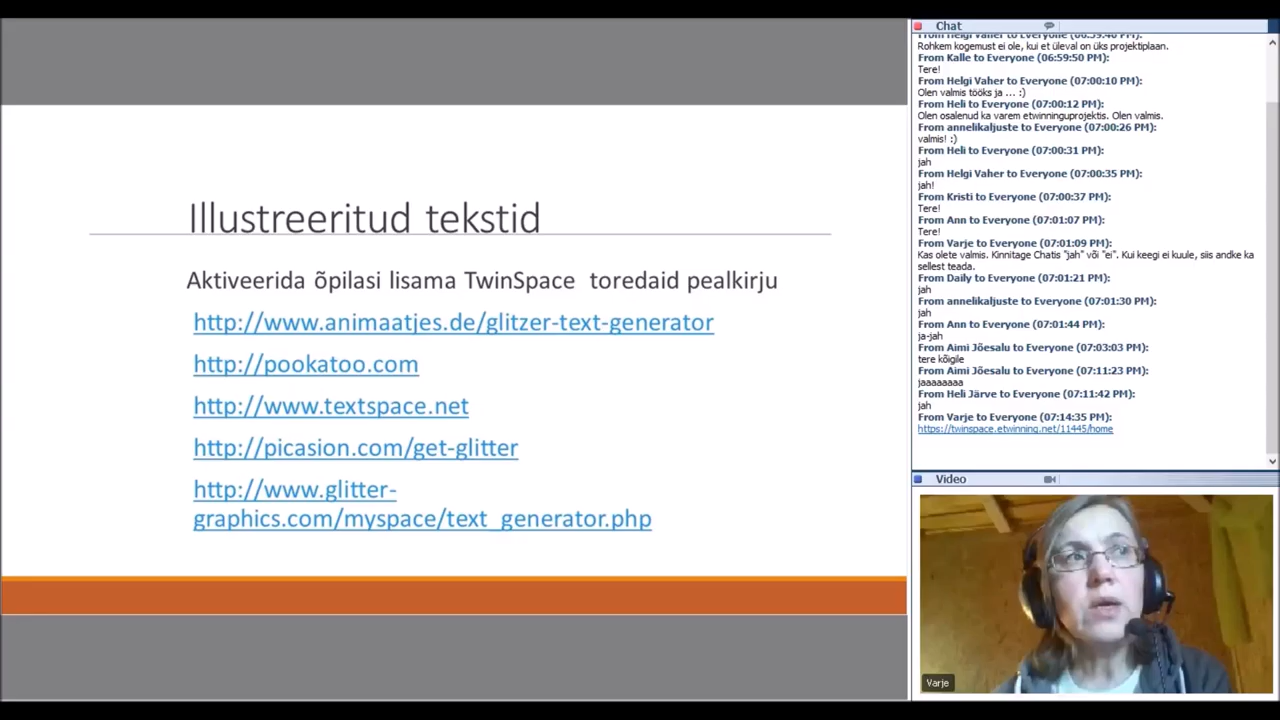 Illustreeritud tekstid
Aktiveerida õpilasi lisama TwinSpace toredaid pealkirju
http://www.animaatjes.de/glitzer-text-generator
http://pookatoo.com
http://www.textspace.net
http://picasion.com/get-glitter
http://www.glitter-
graphics.com/myspace/text_generator.php
Chat
From Helgi Vaher to Everyone (06:59:46 PM):
Rohkem kogemust ei ole, kui et üleval on üks projektiplaan.
From Kalle to Everyone (06:59:50 PM):
Tere!
From Helgi Vaher to Everyone (07:00:10 PM):
Olen valmis tööks ja ... :)
From Heli to Everyone (07:00:12 PM):
Olen osalenud ka varem etwinninguprojektis. Olen valmis.
From annelikaljuste to Everyone (07:00:26 PM):
valmis! :)
From Heli to Everyone (07:00:31 PM):
jah
From Helgi Vaher to Everyone (07:00:35 PM):
jah!
From Kristi to Everyone (07:00:37 PM):
Tere!
From Ann to Everyone (07:01:07 PM):
Tere!
From Varje to Everyone (07:01:09 PM):
Kas olete valmis. Kinnitage Chatis "jah" või "ei". Kui keegi ei kuule, siis andke ka
sellest teada.
From Daily to Everyone (07:01:21 PM):
jah
From annelikaljuste to Everyone (07:01:30 PM):
jah
From Ann to Everyone (07:01:44 PM):
ja-jah
From Aimi Jõesalu to Everyone (07:03:03 PM):
tere kõigile
From Aimi Jõesalu to Everyone (07:11:23 PM):
jaaaaaaaa
From Heli Järve to Everyone (07:11:42 PM):
jah
From Varje to Everyone (07:14:35 PM):
https://twinspace.etwinning.net/11445/home
Video
Varje